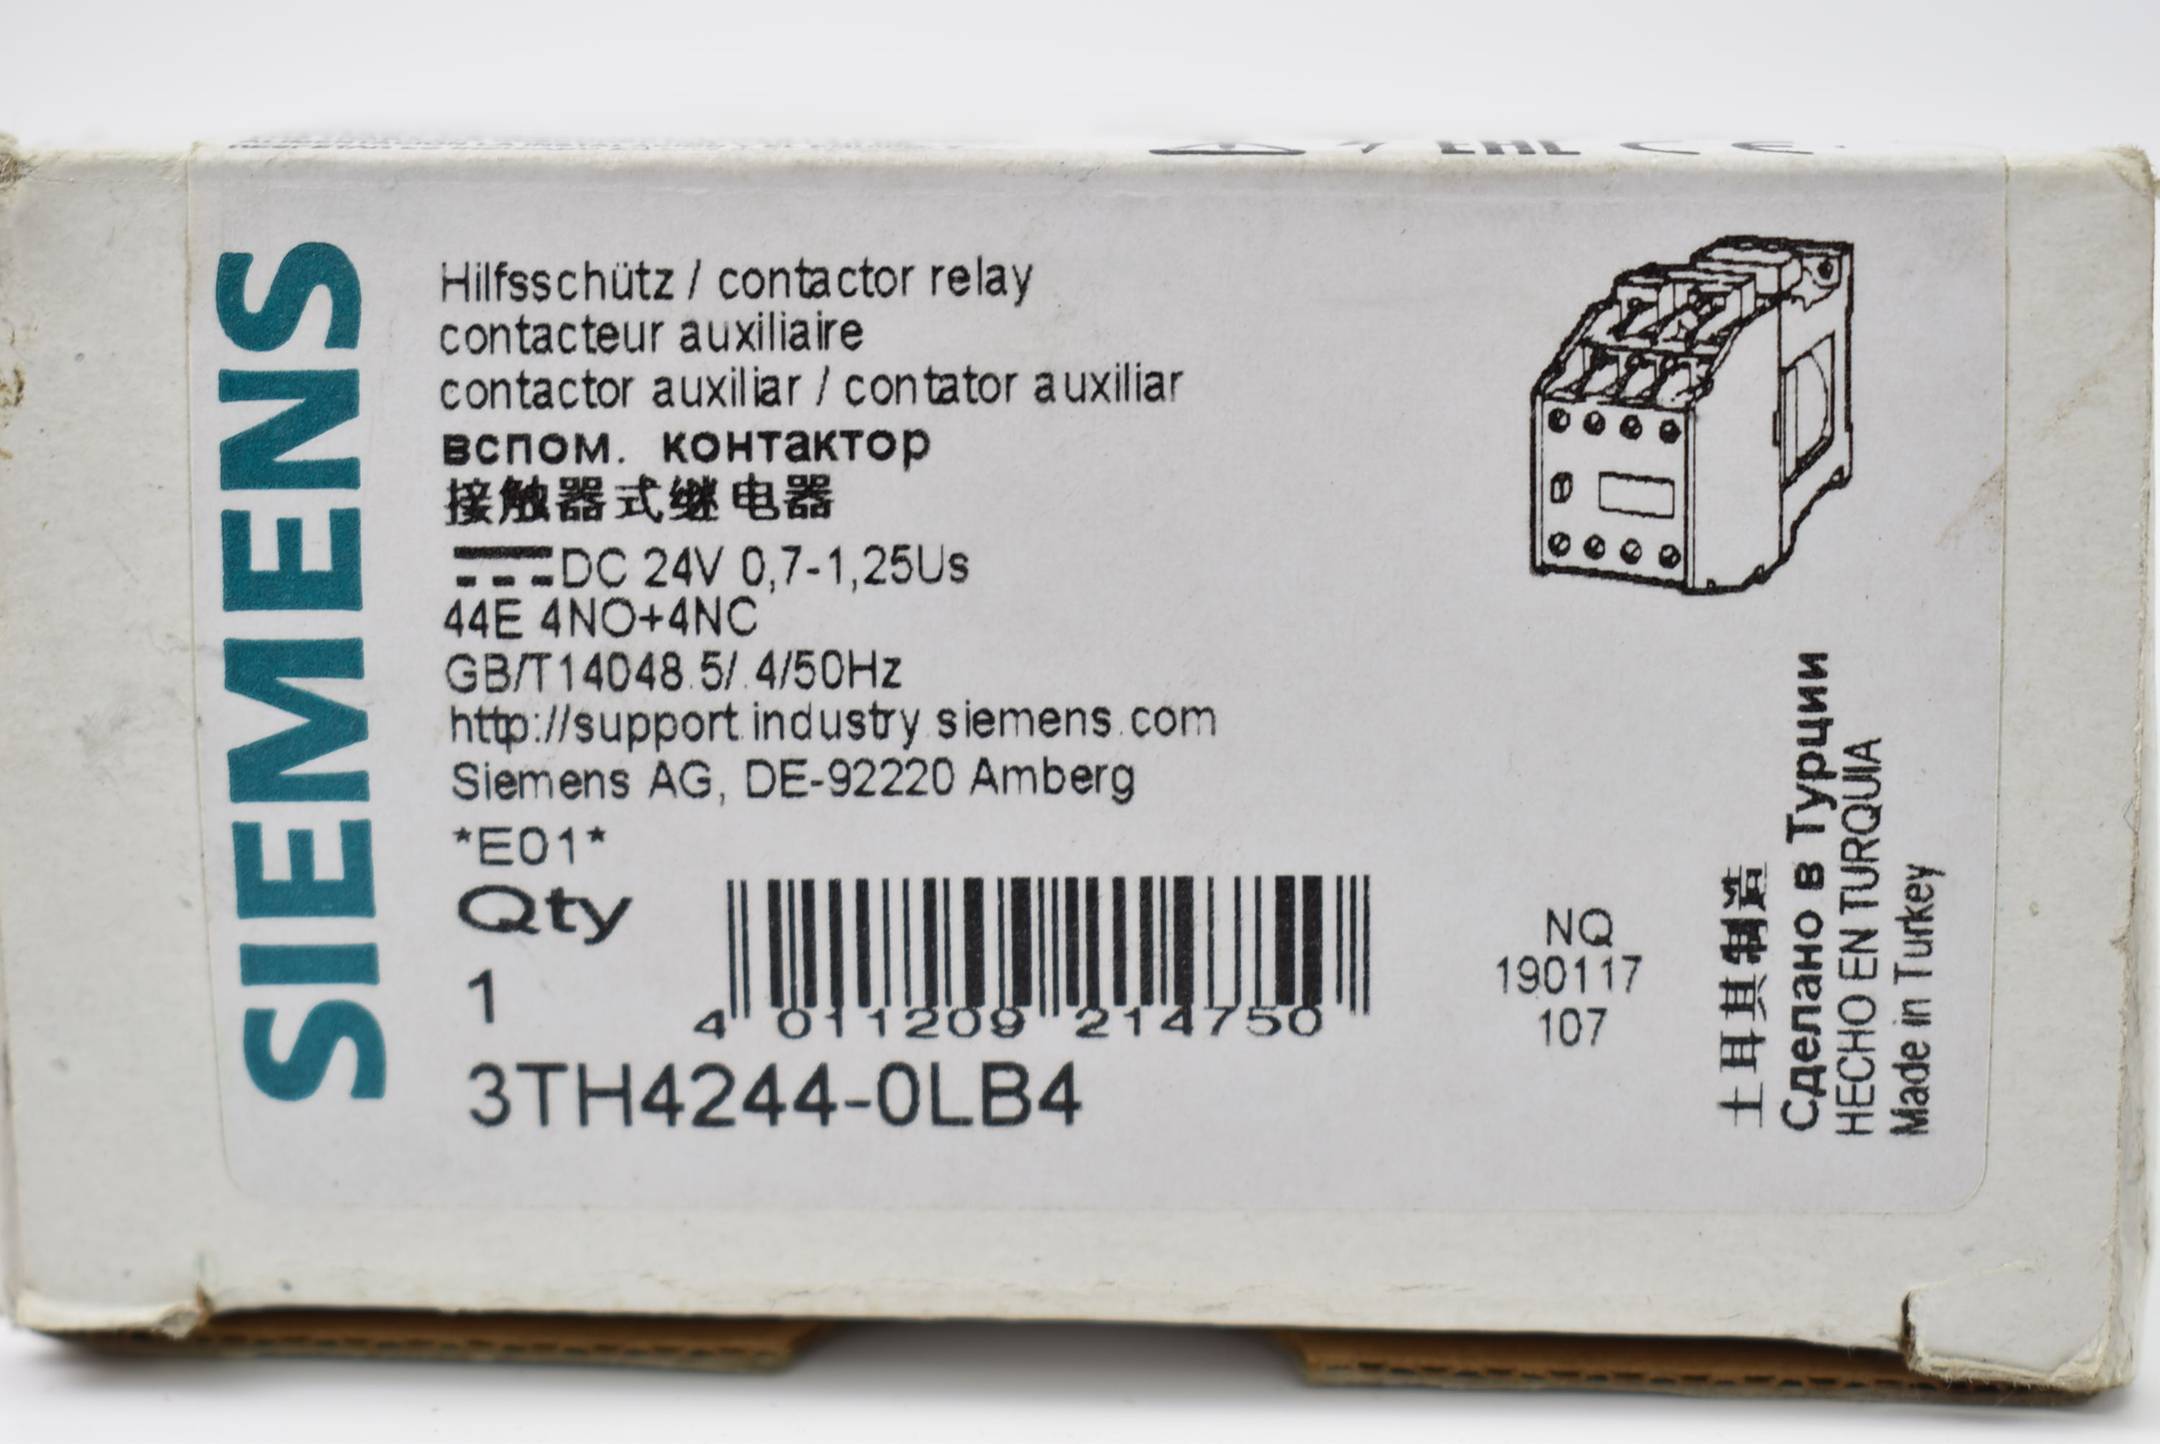 SIEMENS
Hilfsschütz / contactor relay
contacteur auxiliaire
contactor auxiliar / contator auxiliar
вспом. контактор
接触器式继电器
DC 24V 0,7-1,25Us
44E 4NO+4NC
GB/T14048.5/.4/50Hz
http://support.industry.siemens.com
Siemens AG, DE-92220 Amberg
*E01*
Qty
1
4 011209 214750
3TH4244-0LB4
NQ
190117
107
土耳其制造
Сделано в Турции
HECHO EN TURQUIA
Made in Turkey
EHC CE